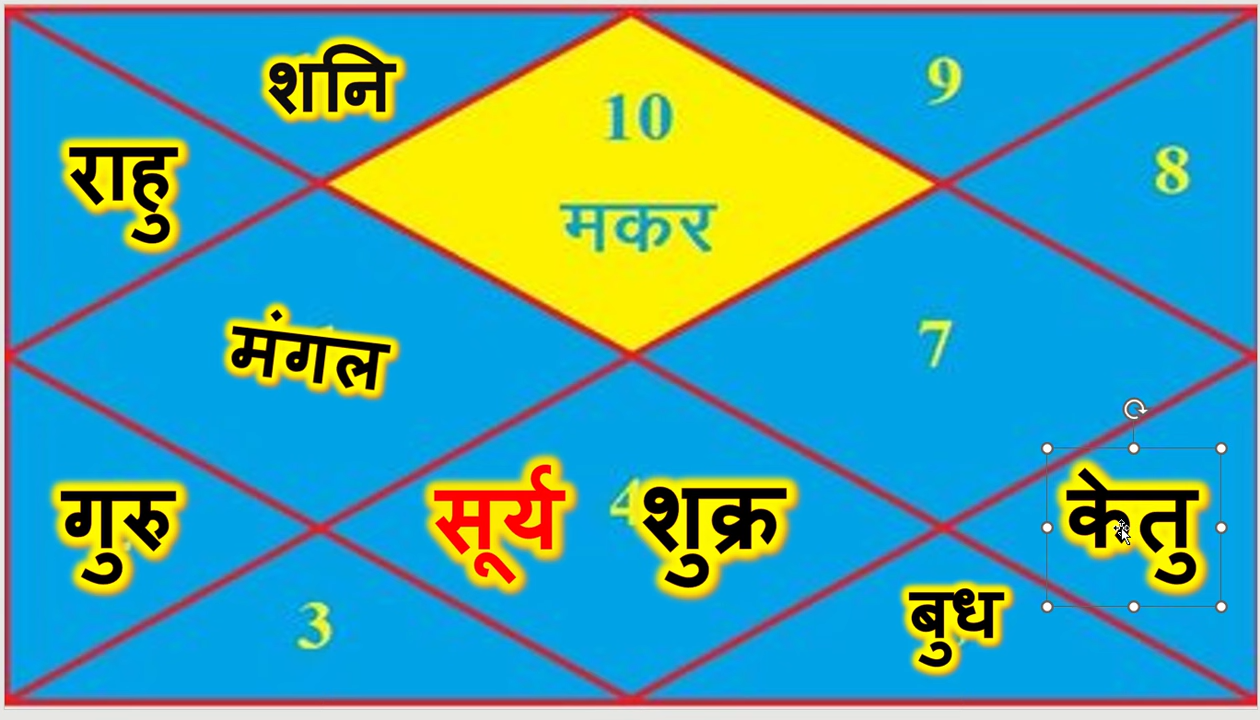 शनि
9
10
8
राहु
मकर
मंगल
7
गुरु
सूर्य
4
शुक्र
केतु
बुध
3